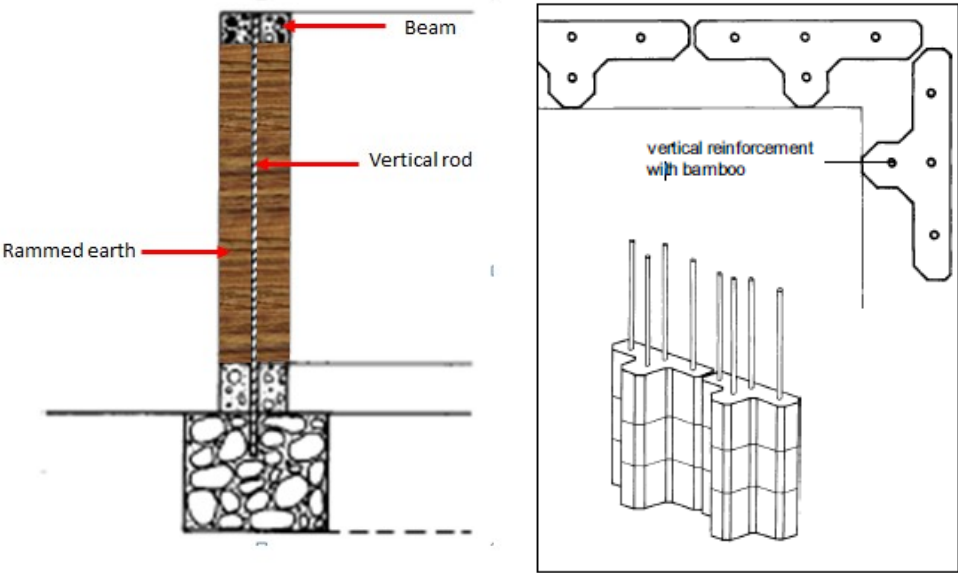 Beam
Vertical rod
Rammed earth
vertical reinforcement
with bamboo